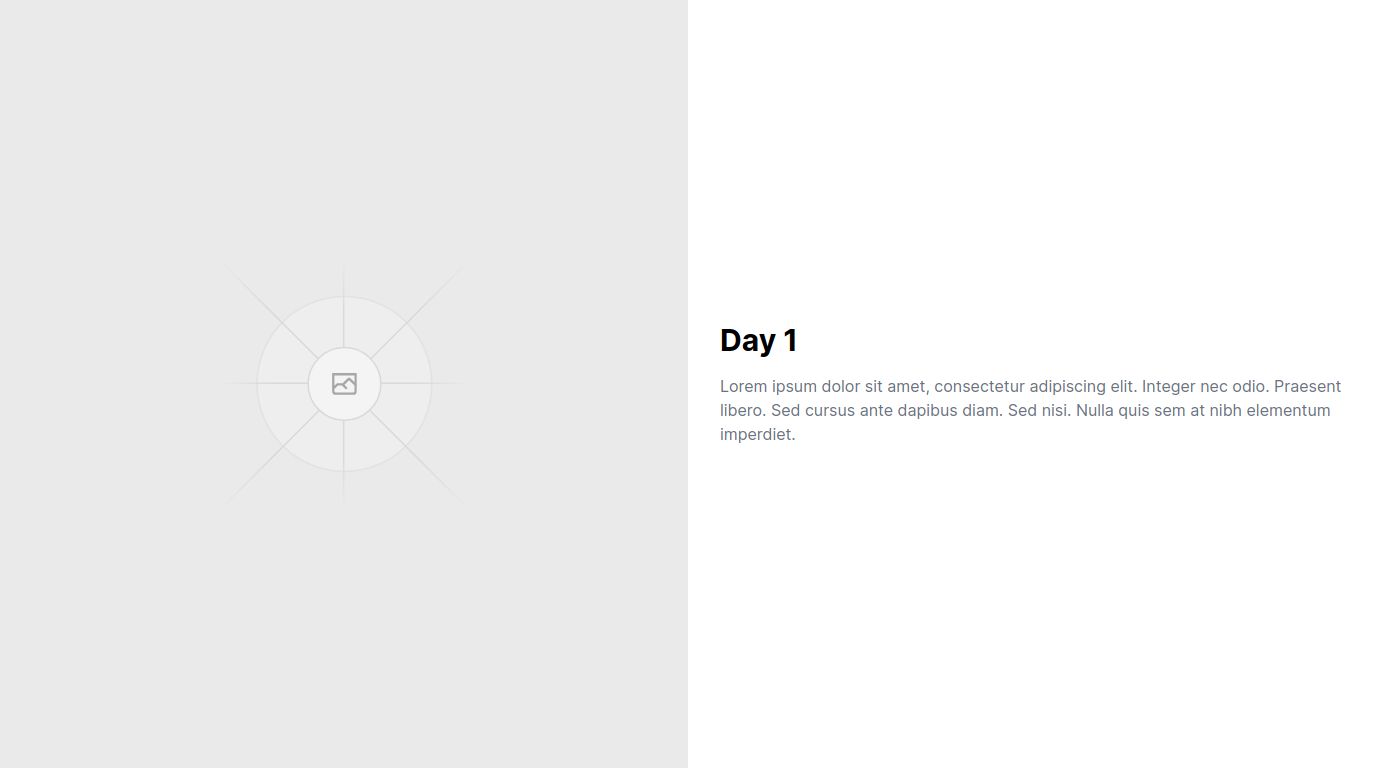 Day 1
Lorem ipsum dolor sit amet, consectetur adipiscing elit. Integer nec odio. Praesent
libero. Sed cursus ante dapibus diam. Sed nisi. Nulla quis sem at nibh elementum
imperdiet.